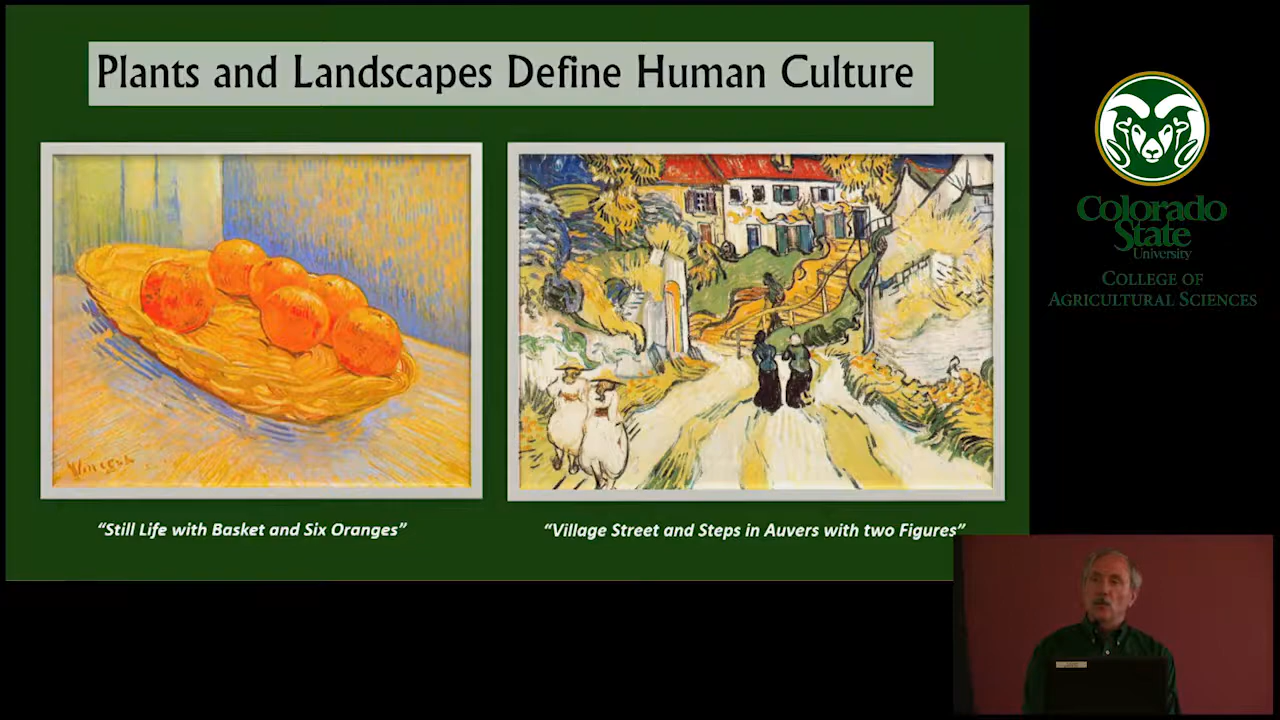 Plants and Landscapes Define Human Culture
Vincent
"Still Life with Basket and Six Oranges"
"Village Street and Steps in Auvers with two Figures"
Colorado
State
University
COLLEGE OF
AGRICULTURAL SCIENCES